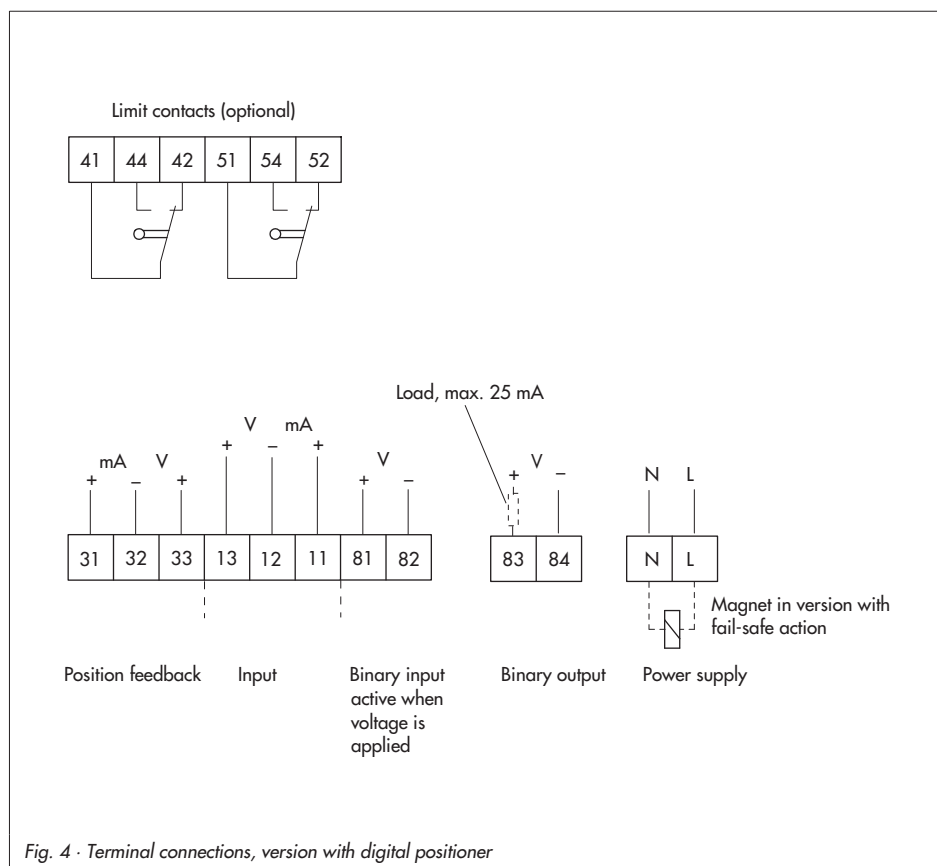 Limit contacts (optional)
41 44 42 51 54 52
Load, max. 25 mA
V mA
+ − +
mA V
+ − +
V
+ −
+ V −
N L
31 32 33 13 12 11 81 82
83 84
N L
Magnet in version with
fail-safe action
Position feedback
Input
Binary input
active when
voltage is
applied
Binary output
Power supply
Fig. 4 · Terminal connections, version with digital positioner